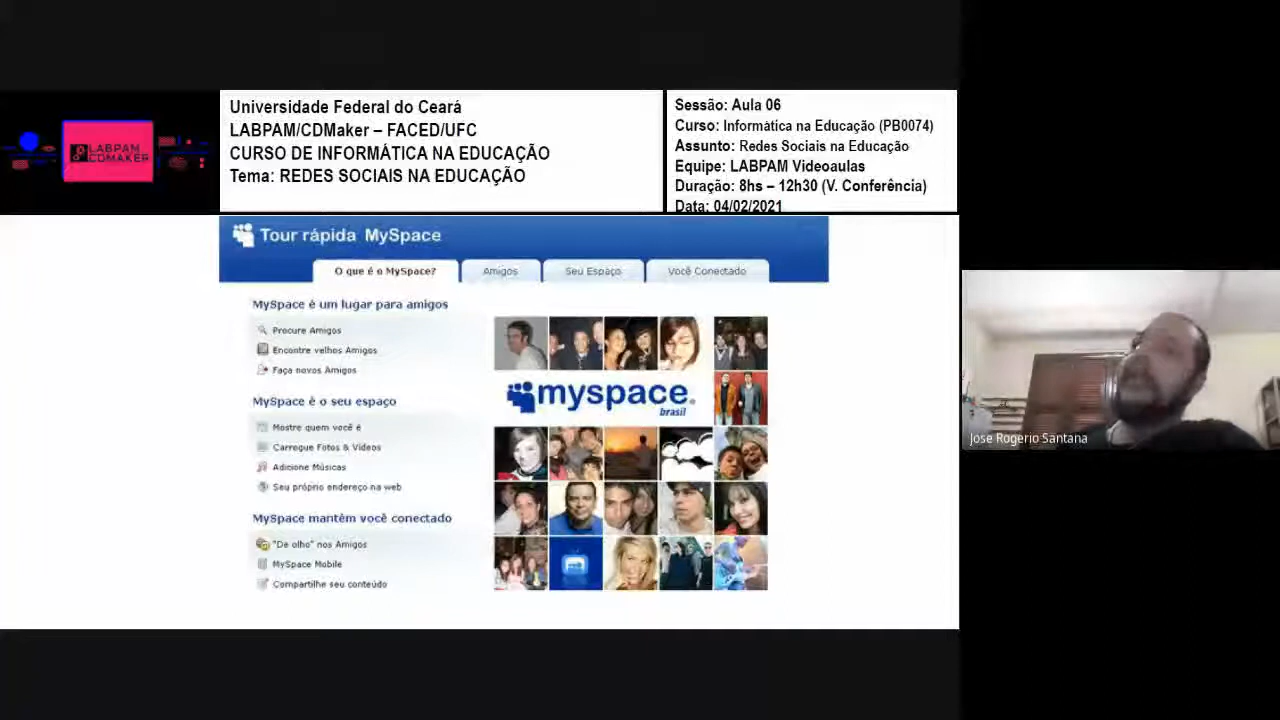 LABPAM
CDMAKER
Universidade Federal do Ceará
LABPAM/CDMaker – FACED/UFC
CURSO DE INFORMÁTICA NA EDUCAÇÃO
Tema: REDES SOCIAIS NA EDUCAÇÃO
Sessão: Aula 06
Curso: Informática na Educação (PB0074)
Assunto: Redes Sociais na Educação
Equipe: LABPAM Videoaulas
Duração: 8hs – 12h30 (V. Conferência)
Data: 04/02/2021
Tour rápida MySpace
O que é o MySpace?
Amigos
Seu Espaço
Você Conectado
MySpace é um lugar para amigos
Procure Amigos
Encontre velhos Amigos
Faça novos Amigos
MySpace é o seu espaço
Mostre quem você é
Carregue Fotos & Vídeos
Adicione Músicas
Seu próprio endereço na web
MySpace mantêm você conectado
"De olho" nos Amigos
MySpace Mobile
Compartilhe seu conteúdo
myspace®
brasil
Jose Rogerio Santana